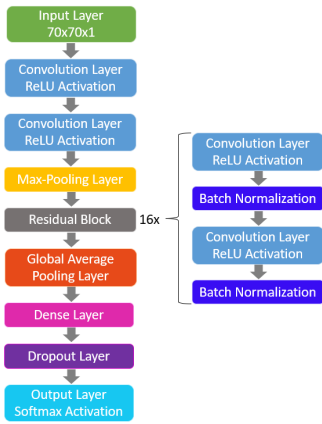 Input Layer
70x70x1
Convolution Layer
ReLU Activation
Convolution Layer
ReLU Activation
Max-Pooling Layer
Residual Block
16x
Global Average
Pooling Layer
Dense Layer
Dropout Layer
Output Layer
Softmax Activation
Convolution Layer
ReLU Activation
Batch Normalization
Convolution Layer
ReLU Activation
Batch Normalization